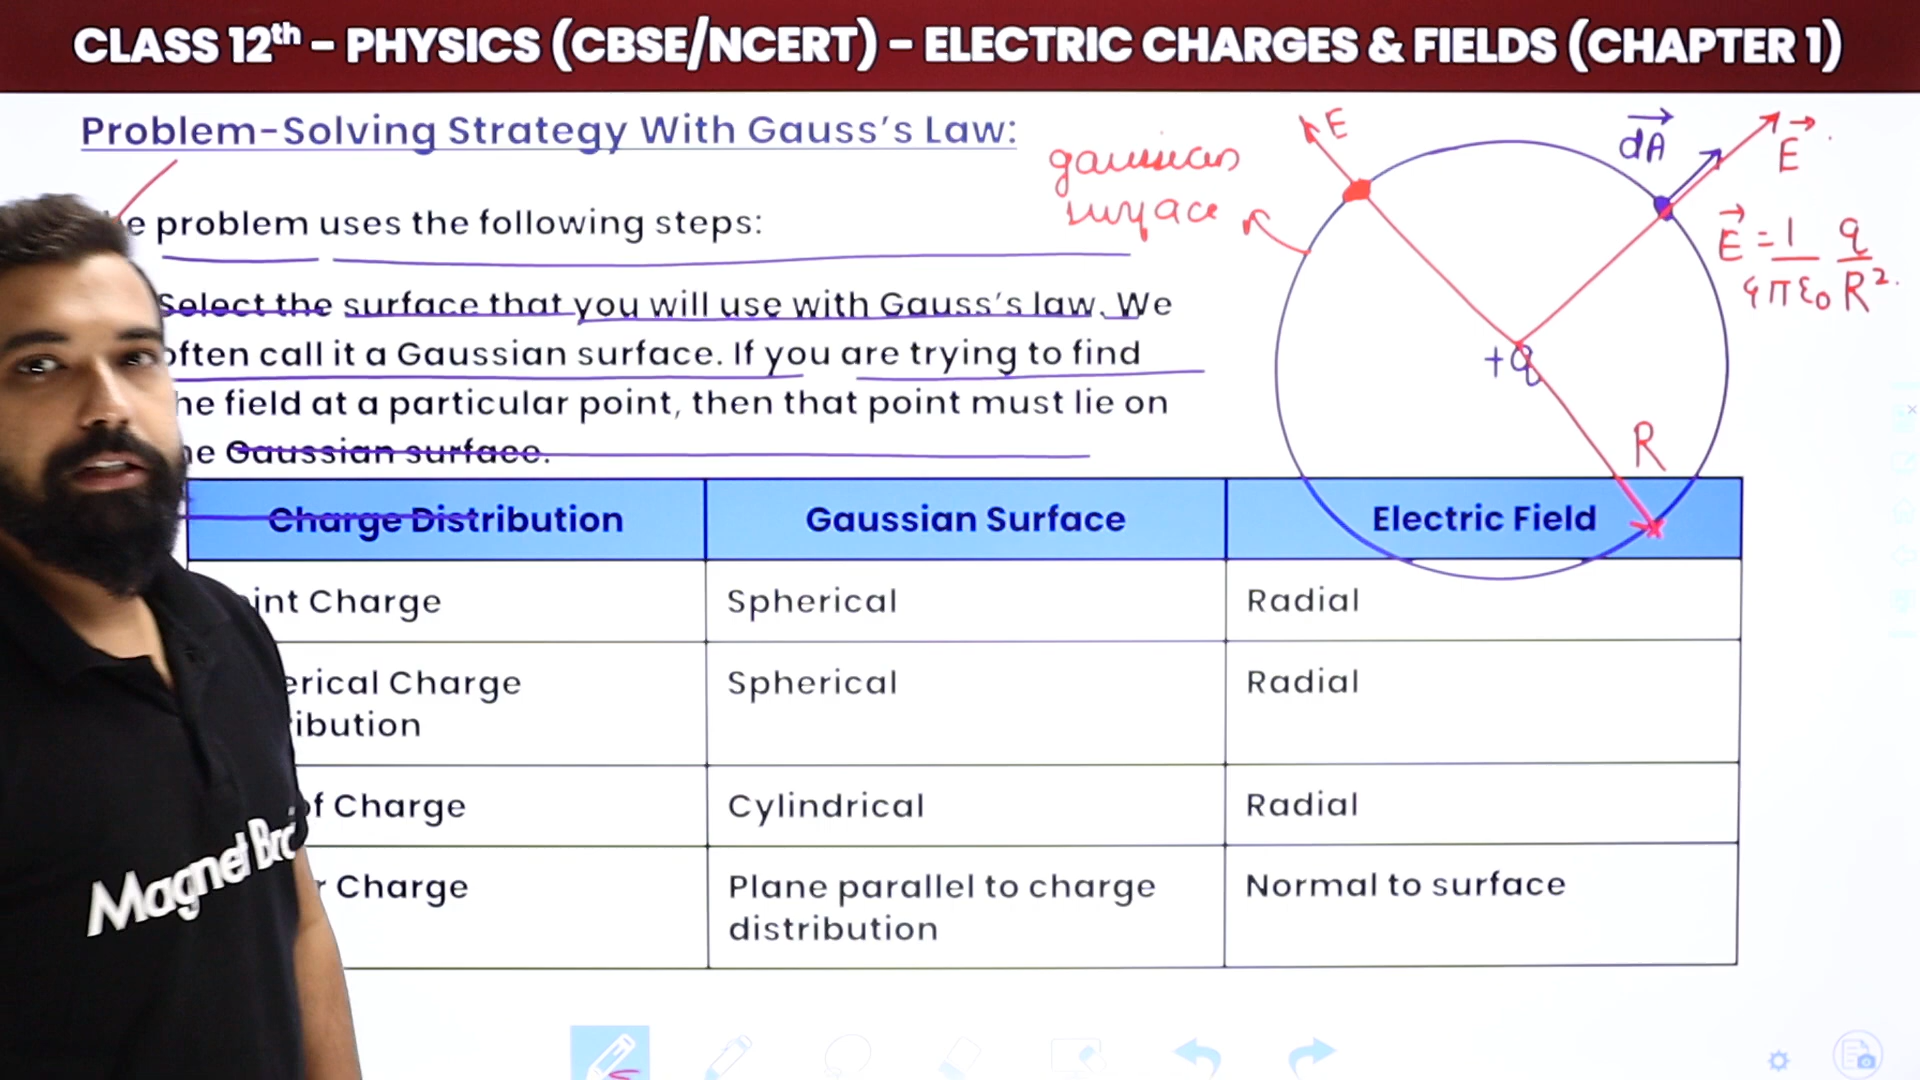 CLASS 12th – PHYSICS (CBSE/NCERT) – ELECTRIC CHARGES & FIELDS (CHAPTER 1)
Problem-Solving Strategy With Gauss's Law:
problem uses the following steps:
Select the surface that you will use with Gauss's law. We
often call it a Gaussian surface. If you are trying to find
he field at a particular point, then that point must lie on
e Gaussian surface.
gaussian
surface
E
dA
E
E = 1 q
4πε0 R²
+q
R
Charge Distribution Gaussian Surface Electric Field
int Charge Spherical Radial
erical Charge Spherical Radial
ibution
of Charge Cylindrical Radial
r Charge Plane parallel to charge Normal to surface
distribution
Magnet Bra